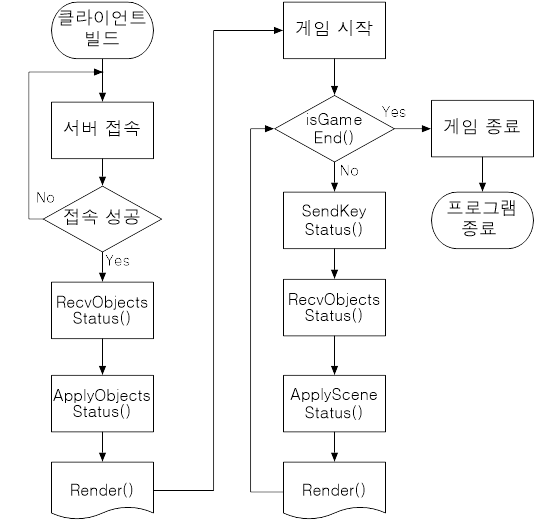 클라이언트
빌드
서버 접속
No
접속 성공
Yes
RecvObjects
Status()
ApplyObjects
Status()
Render()
게임 시작
isGame
End()
Yes
No
SendKey
Status()
RecvObjects
Status()
ApplyScene
Status()
Render()
게임 종료
프로그램
종료